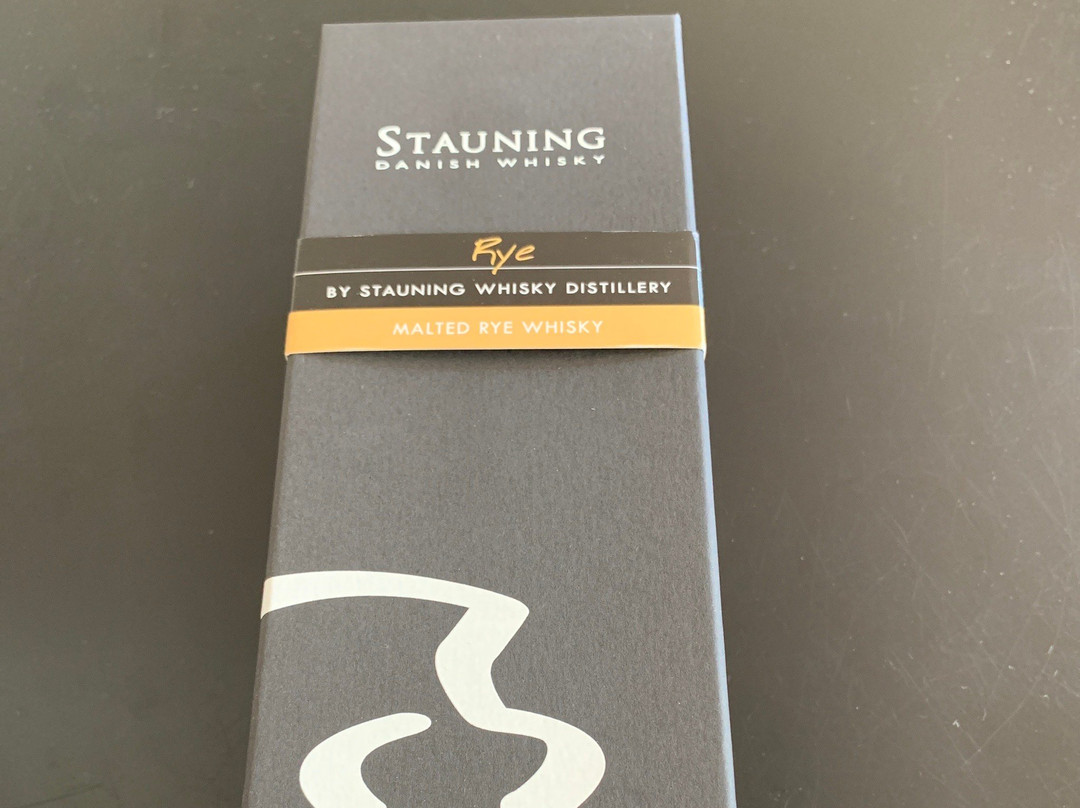 STAUNING
DANISH WHISKY
Rye
BY STAUNING WHISKY DISTILLERY
MALTED RYE WHISKY